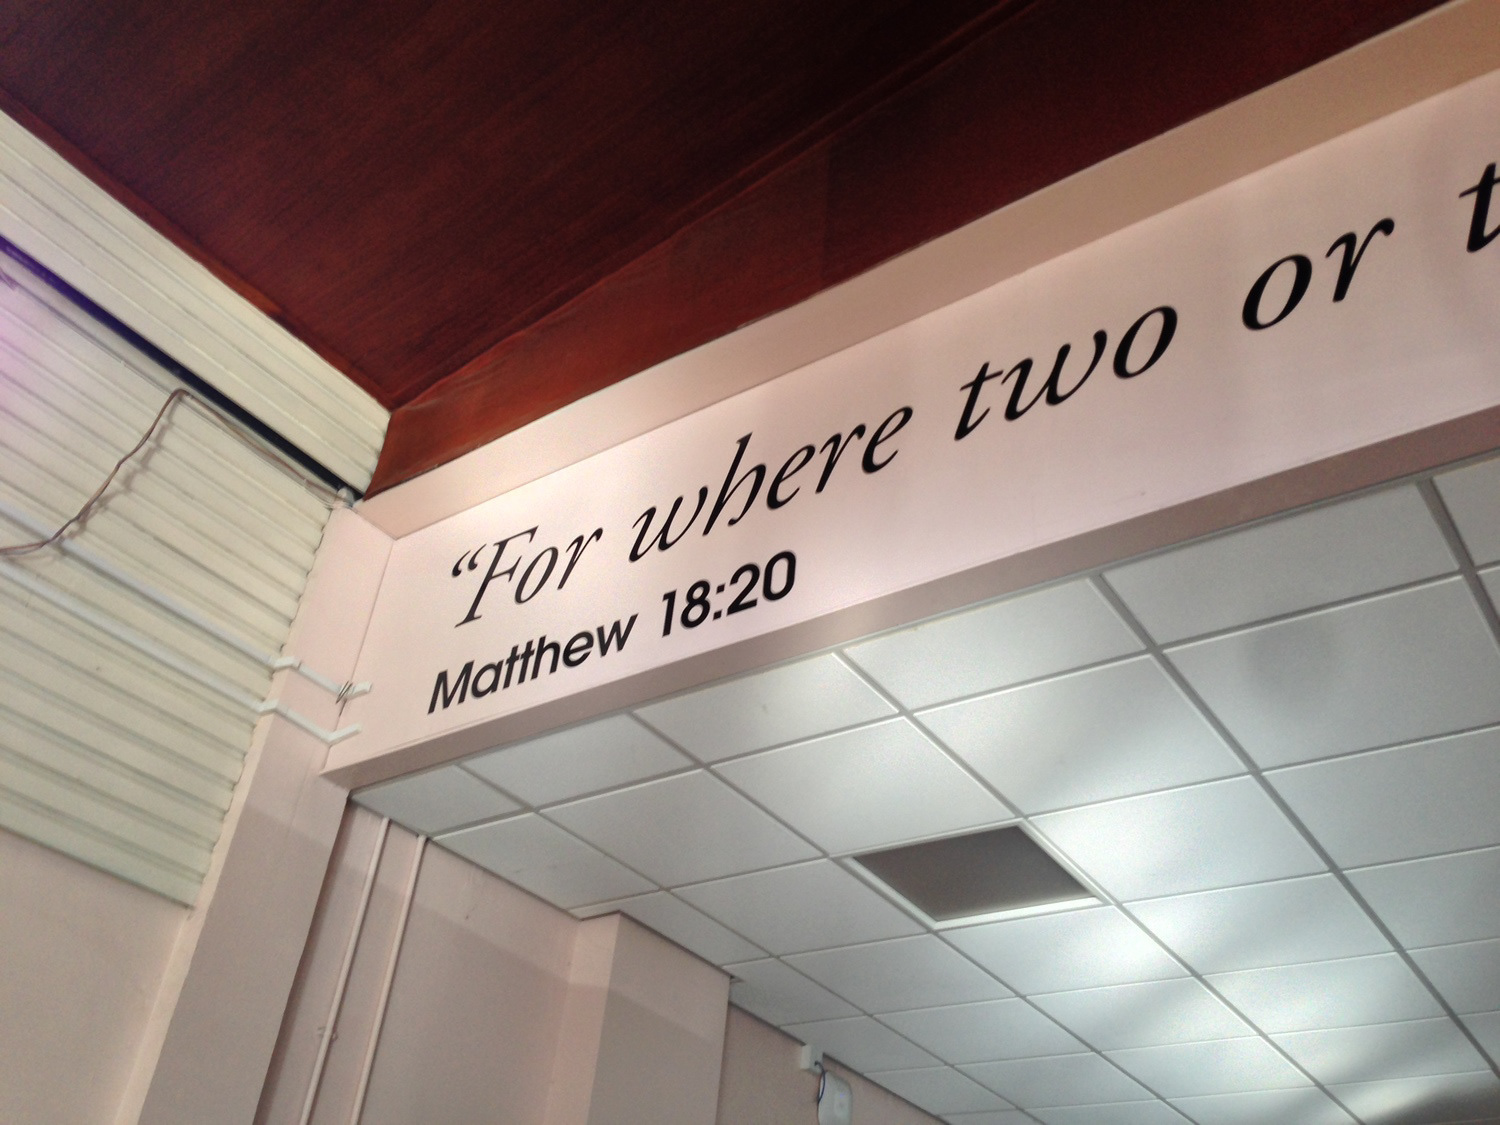 “For where two or t
Matthew 18:20